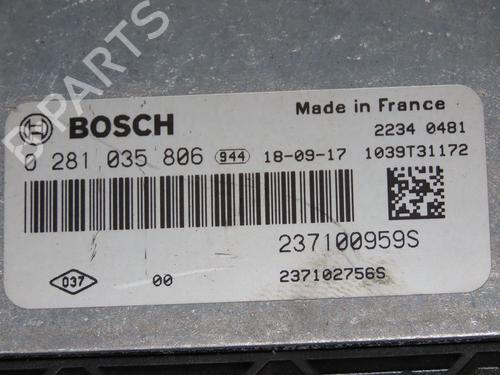 B-PARTS
BOSCH
Made in France
2234 0481
0 281 035 806 944 18-09-17 1039T31172
237100959S
037 00 237102756S